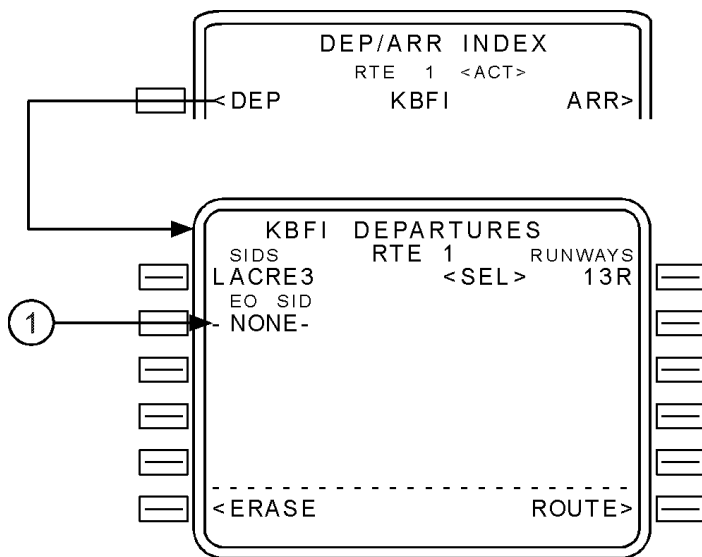 DEP/ARR INDEX
RTE 1 <ACT>
<DEP KBFI ARR>
KBFI DEPARTURES
SIDS RTE 1 RUNWAYS
LACRE3 <SEL> 13R
EO SID
1 - NONE-
- - - - - - - - - - - - - - - - - - - - - - - -
<ERASE ROUTE>